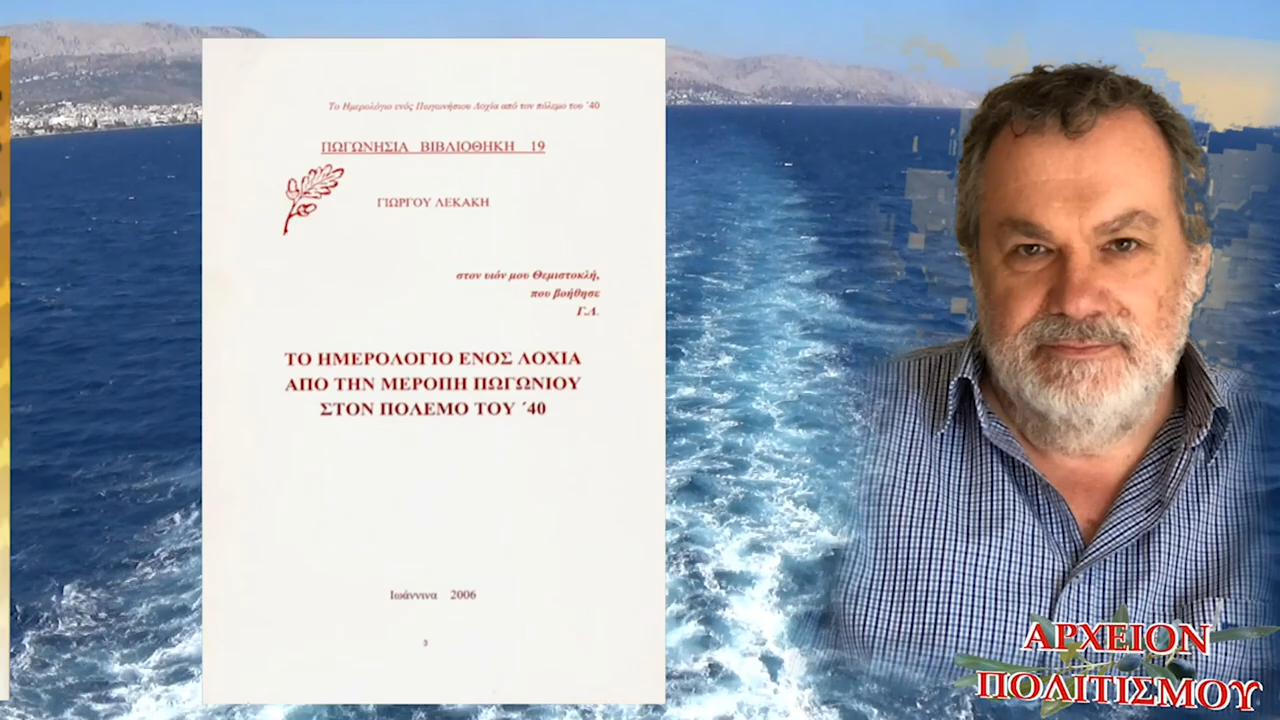 Το Ημερολόγιο ενός Πωγωνήσιου Λοχία από τον πόλεμο του ΄40
ΠΩΓΩΝΗΣΙΑ ΒΙΒΛΙΟΘΗΚΗ 19
ΓΙΩΡΓΟΥ ΛΕΚΑΚΗ
στον υιόν μου Θεμιστοκλή,
που βοήθησε
Γ.Λ.
ΤΟ ΗΜΕΡΟΛΟΓΙΟ ΕΝΟΣ ΛΟΧΙΑ
ΑΠΟ ΤΗΝ ΜΕΡΟΠΗ ΠΩΓΩΝΙΟΥ
ΣΤΟΝ ΠΟΛΕΜΟ ΤΟΥ ΄40
Ιωάννινα 2006
3
ΑΡΧΕΙΟΝ
ΠΟΛΙΤΙΣΜΟΥ